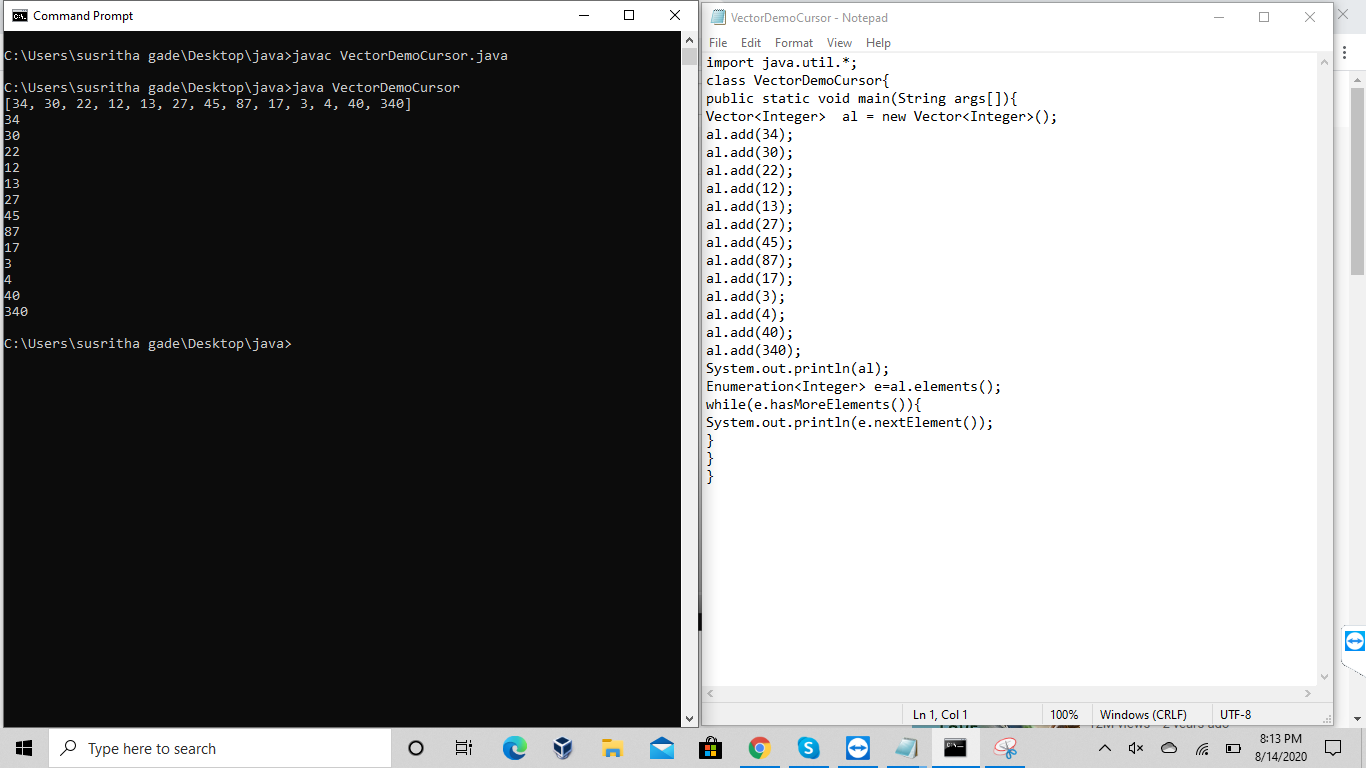 Command Prompt
C:\Users\susritha gade\Desktop\java>javac VectorDemoCursor.java
C:\Users\susritha gade\Desktop\java>java VectorDemoCursor
[34, 30, 22, 12, 13, 27, 45, 87, 17, 3, 4, 40, 340]
34
30
22
12
13
27
45
87
17
3
4
40
340
C:\Users\susritha gade\Desktop\java>
VectorDemoCursor - Notepad
File Edit Format View Help
import java.util.*;
class VectorDemoCursor{
public static void main(String args[]){
Vector<Integer>  al = new Vector<Integer>();
al.add(34);
al.add(30);
al.add(22);
al.add(12);
al.add(13);
al.add(27);
al.add(45);
al.add(87);
al.add(17);
al.add(3);
al.add(4);
al.add(40);
al.add(340);
System.out.println(al);
Enumeration<Integer> e=al.elements();
while(e.hasMoreElements()){
System.out.println(e.nextElement());
}
}
}
Ln 1, Col 1 100% Windows (CRLF) UTF-8
Type here to search
8:13 PM
8/14/2020